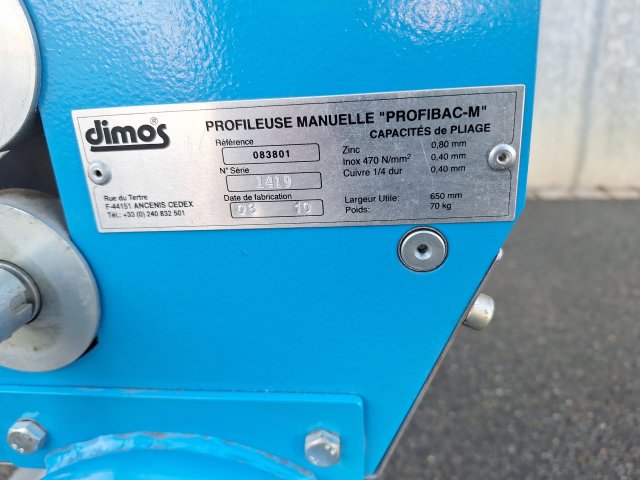 dimos®
PROFILEUSE MANUELLE "PROFIBAC-M"
CAPACITÉS de PLIAGE
Référence
083801
N° Série
1419
Date de fabrication
03 10
Zinc 0,80 mm
Inox 470 N/mm² 0,40 mm
Cuivre 1/4 dur 0,40 mm
Largeur Utile: 650 mm
Poids: 70 kg
Rue du Tertre
F-44151 ANCENIS CEDEX
Tél.: +33 (0) 240 832 501